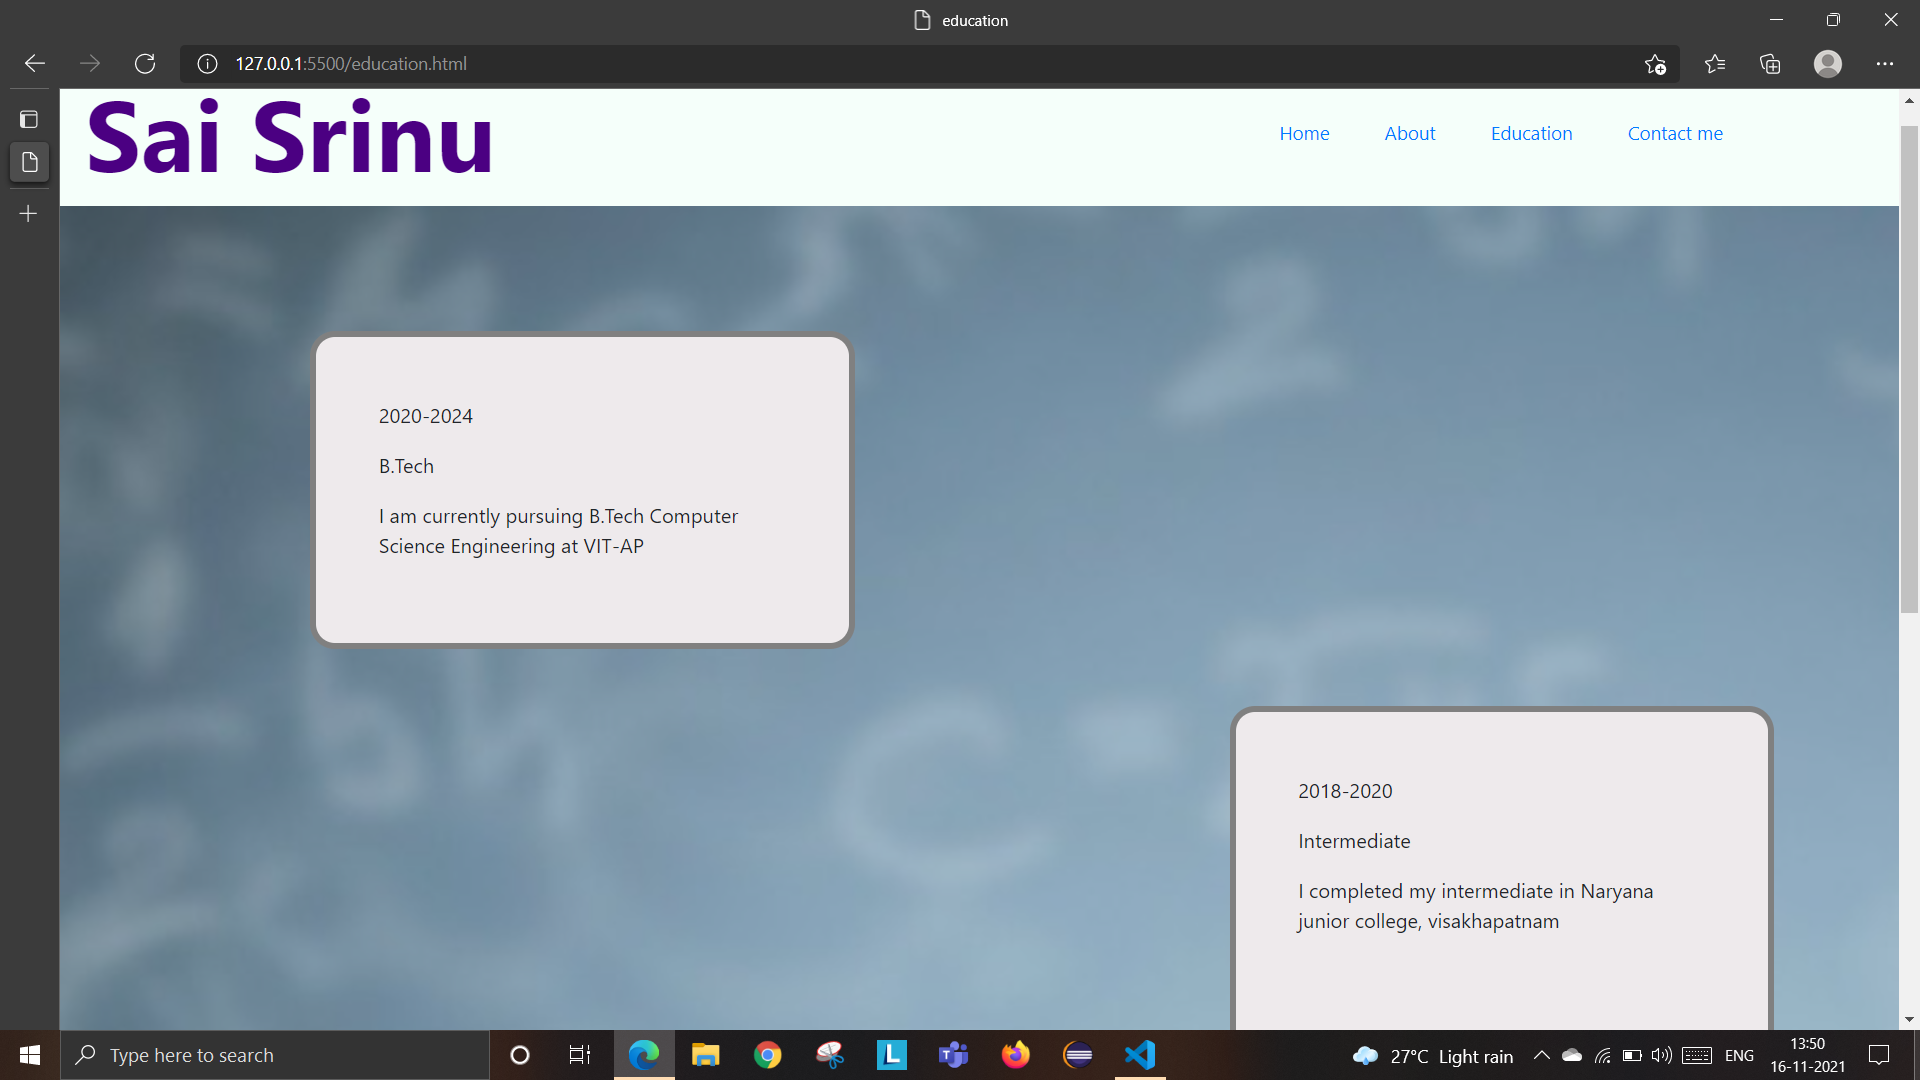 education
127.0.0.1:5500/education.html
Sai Srinu
Home
About
Education
Contact me
2020-2024
B.Tech
I am currently pursuing B.Tech Computer
Science Engineering at VIT-AP
2018-2020
Intermediate
I completed my intermediate in Naryana
junior college, visakhapatnam
Type here to search
27°C Light rain
ENG
13:50
16-11-2021